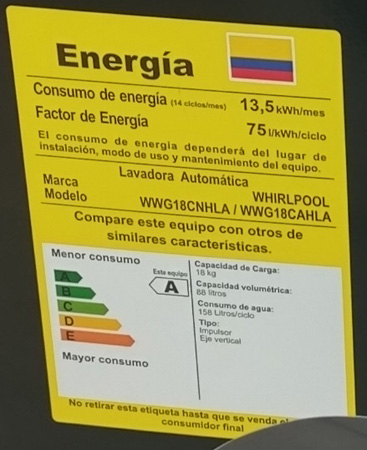 Energía
Consumo de energía (14 ciclos/mes) 13,5 kWh/mes
Factor de Energía 75 l/kWh/ciclo
El consumo de energía dependerá del lugar de
instalación, modo de uso y mantenimiento del equipo.
Lavadora Automática
Marca WHIRLPOOL
Modelo WWG18CNHLA / WWG18CAHLA
Compare este equipo con otros de
similares características.
Menor consumo
Este equipo
A
A
B
C
D
E
Mayor consumo
Capacidad de Carga:
18 kg
Capacidad volumétrica:
88 litros
Consumo de agua:
158 Litros/ciclo
Tipo:
Impulsor
Eje vertical
No retirar esta etiqueta hasta que se venda
consumidor final